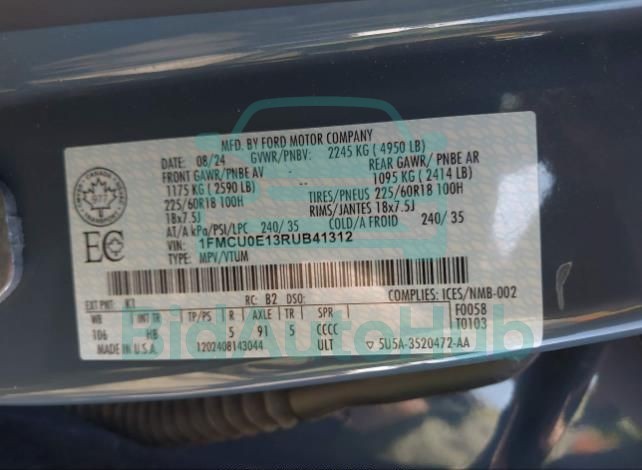 MFD. BY FORD MOTOR COMPANY
DATE: 08/24 GVWR/PNBV: 2245 KG ( 4950 LB)
FRONT GAWR/PNBE AV REAR GAWR/ PNBE AR
1175 KG ( 2590 LB) -- 1095 KG ( 2414 LB)
225/60R18 100H TIRES/PNEUS 225/60R18 100H
18x7.5J RIMS/JANTES 18x7.5J
AT/A kPa/PSI/LPC 240/ 35 COLD/A FROID 240/ 35
VIN: 1FMCU0E13RUB41312
TYPE: MPV/VTUM
EXT PNT: K1 RC: B2 DSO: COMPLIES: ICES/NMB-002
WB INT TR TP/PS R AXLE TR SPR F0058
106 HB 5 91 5 CCCC T0103
MADE IN U.S.A. 1202408143044 ULT ▽ 5U5A-3520472-AA
977
EC
BidAutoHub